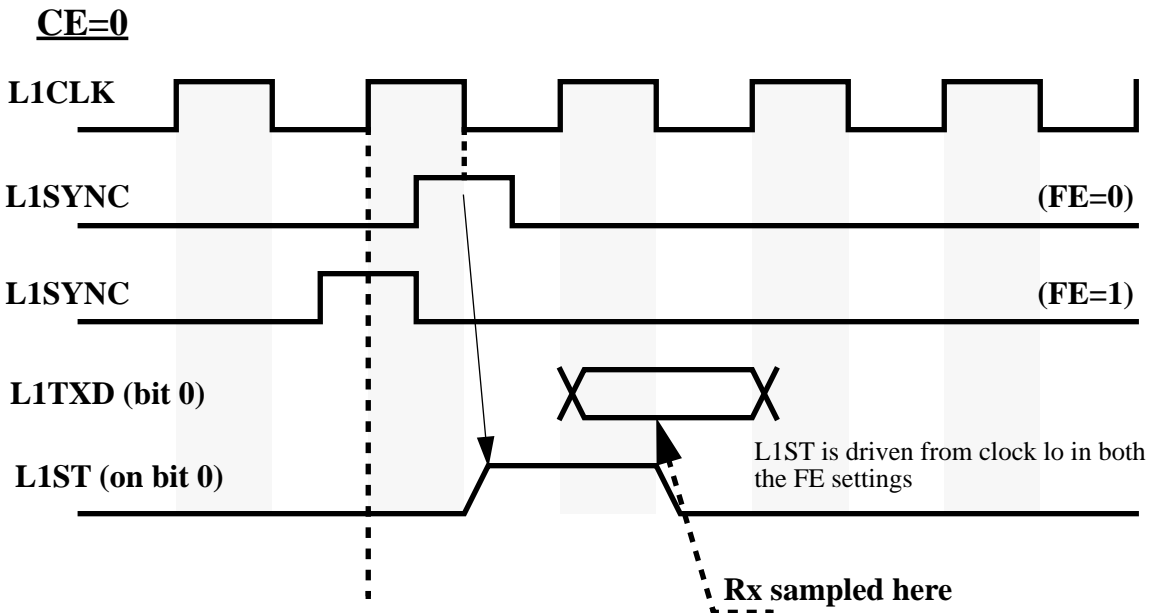 CE=0
L1CLK
L1SYNC
(FE=0)
L1SYNC
(FE=1)
L1TXD (bit 0)
L1ST (on bit 0)
L1ST is driven from clock lo in both
the FE settings
Rx sampled here